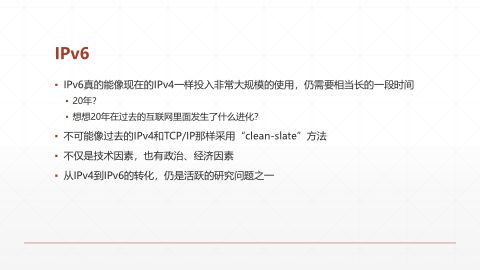 IPv6
▪ IPv6真的能像现在的IPv4一样投入非常大规模的使用，仍需要相当长的一段时间
▪ 20年?
▪ 想想20年在过去的互联网里面发生了什么进化?
▪ 不可能像过去的IPv4和TCP/IP那样采用“clean-slate”方法
▪ 不仅是技术因素，也有政治、经济因素
▪ 从IPv4到IPv6的转化，仍是活跃的研究问题之一